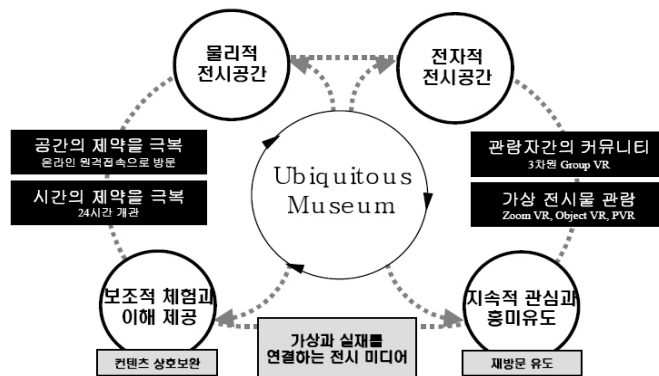 물리적
전시공간
전자적
전시공간
공간의 제약을 극복
온라인 원격접속으로 방문
시간의 제약을 극복
24시간 개관
Ubiquitous
Museum
관람자간의 커뮤니티
3차원 Group VR
가상 전시물 관람
Zoom VR, Object VR, PVR
보조적 체험과
이해 제공
컨텐츠 상호보완
가상과 실재를
연결하는 전시 미디어
지속적 관심과
흥미유도
재방문 유도